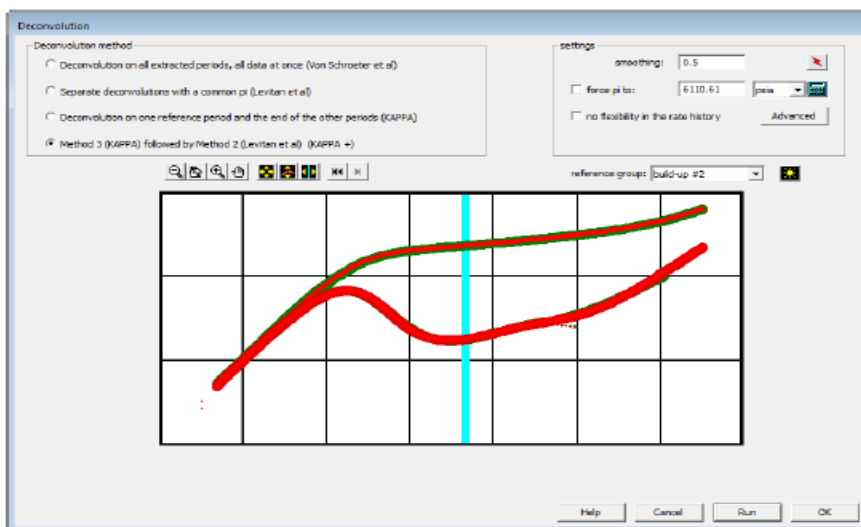 Deconvolution
Deconvolution method
Deconvolution on all extracted periods, all data at once (Von Schroeter et al)
Separate deconvolutions with a common pi (Levitan et al)
Deconvolution on one reference period and the end of the other periods (KAPPA)
Method 3 (KAPPA) followed by Method 2 (Levitan et al) (KAPPA +)
settings
smoothing: 0.5
force pi to: 6110.61 psia
no flexibility in the rate history Advanced
reference group: build-up #2
Help Cancel Run OK